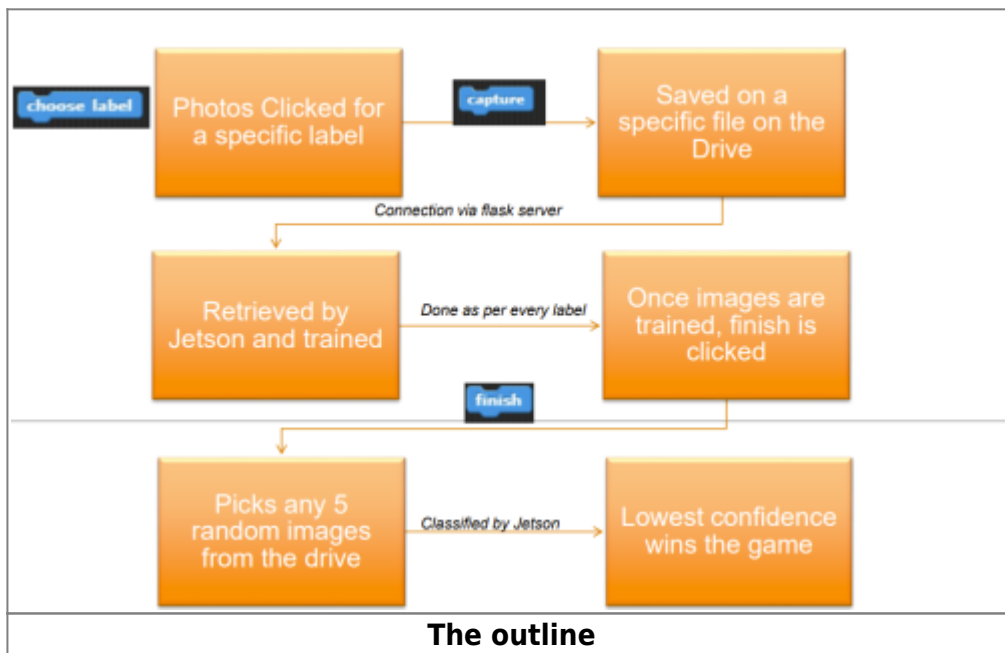 choose label
Photos Clicked for
a specific label
capture
Saved on a
specific file on the
Drive
Connection via flask server
Retrieved by
Jetson and trained
Done as per every label
Once images are
trained, finish is
clicked
finish
Picks any 5
random images
from the drive
Classified by Jetson
Lowest confidence
wins the game
The outline